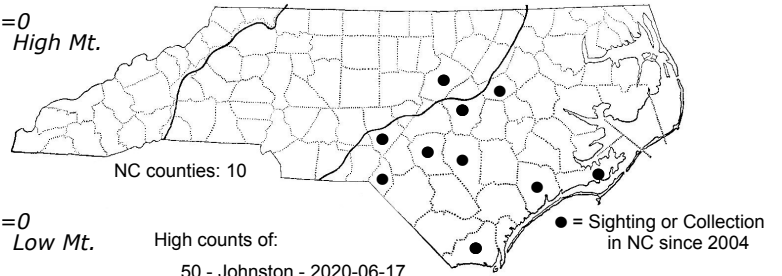 =0
High Mt.
NC counties: 10
=0
Low Mt.
High counts of:
50 - Johnston - 2020-06-17
= Sighting or Collection
in NC since 2004